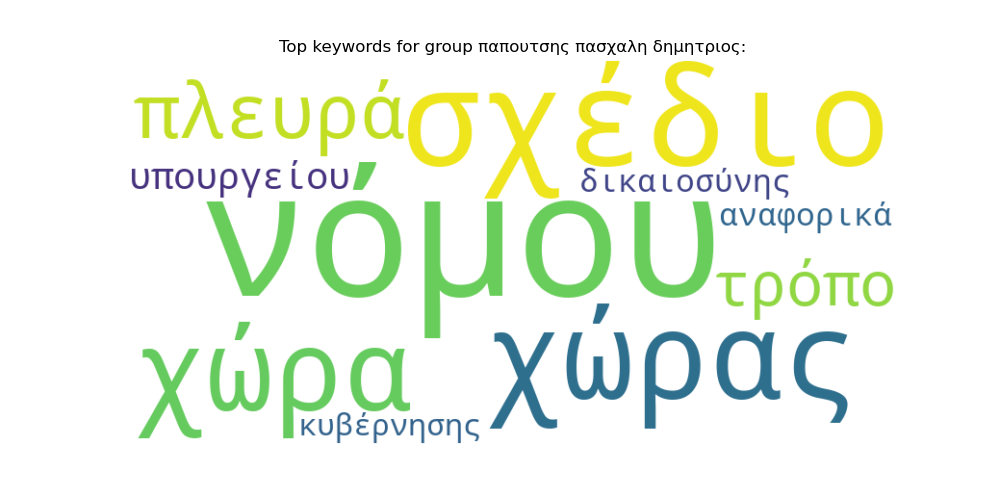 Top keywords for group παπουτσης πασχαλη δημητριος:
πλευρά
σχέδιο
υπουργείου
δικαιοσύνης
νόμου
αναφορικά
τρόπο
χώρα
χώρας
κυβέρνησης